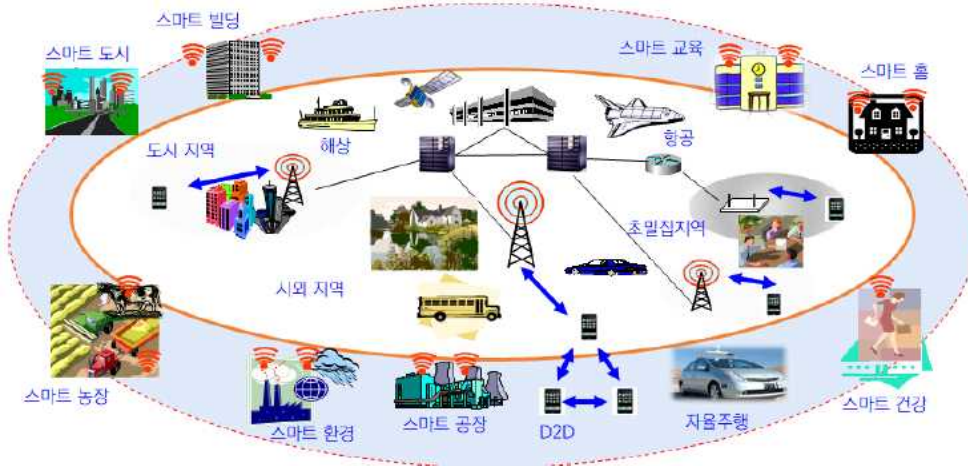 스마트 빌딩
스마트 교육
스마트 도시
스마트 홈
해상
항공
도시 지역
초밀집지역
시외 지역
스마트 농장
스마트 환경
스마트 공장
D2D
자율주행
스마트 건강